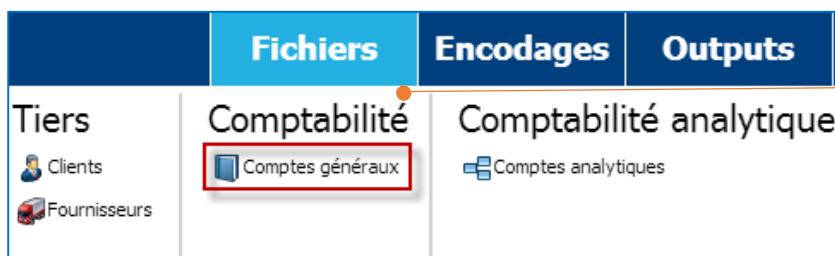 Fichiers Encodages Outputs
Tiers Comptabilité Comptabilité analytique
Clients Comptes généraux Comptes analytiques
Fournisseurs